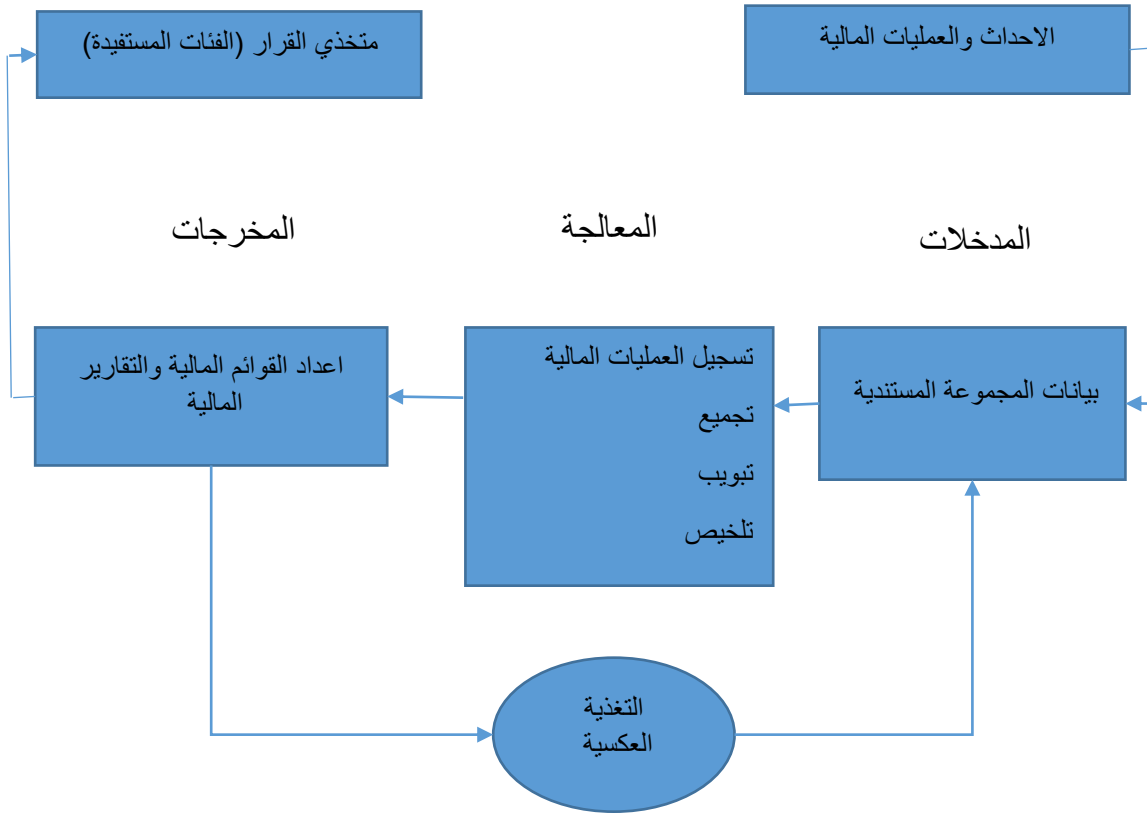 الاحداث والعمليات المالية
متخذي القرار (الفئات المستفيدة)
المدخلات
المعالجة
المخرجات
بيانات المجموعة المستندية
تسجيل العمليات المالية
تجميع
تبويب
تلخيص
اعداد القوائم المالية والتقارير
المالية
التغذية
العكسية